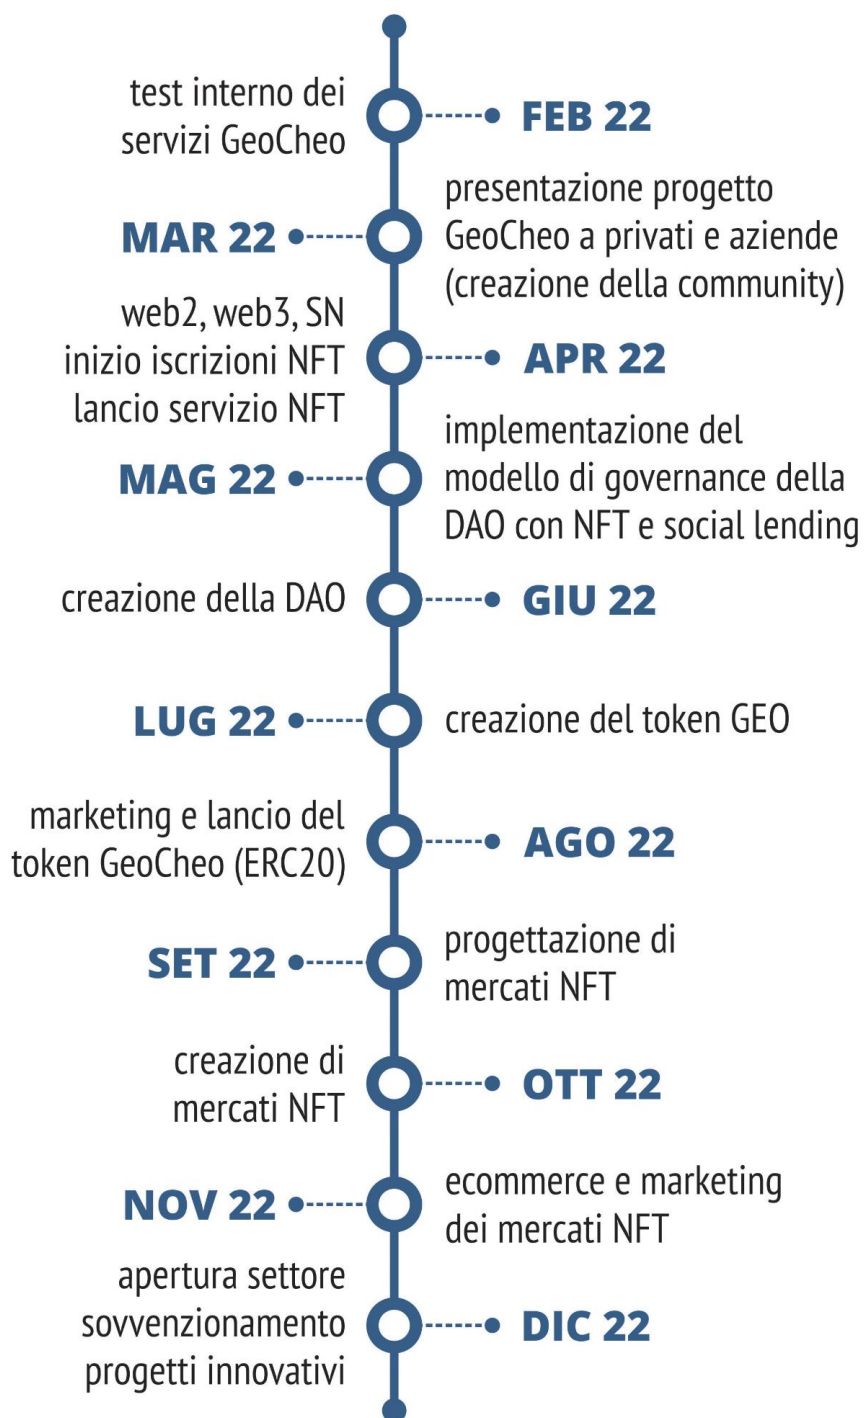 test interno dei
servizi GeoCheo
FEB 22
MAR 22
presentazione progetto
GeoCheo a privati e aziende
(creazione della community)
web2, web3, SN
inizio iscrizioni NFT
lancio servizio NFT
APR 22
MAG 22
implementazione del
modello di governance della
DAO con NFT e social lending
creazione della DAO
GIU 22
LUG 22
creazione del token GEO
marketing e lancio del
token GeoCheo (ERC20)
AGO 22
SET 22
progettazione di
mercati NFT
creazione di
mercati NFT
OTT 22
NOV 22
ecommerce e marketing
dei mercati NFT
apertura settore
sovvenzionamento
progetti innovativi
DIC 22